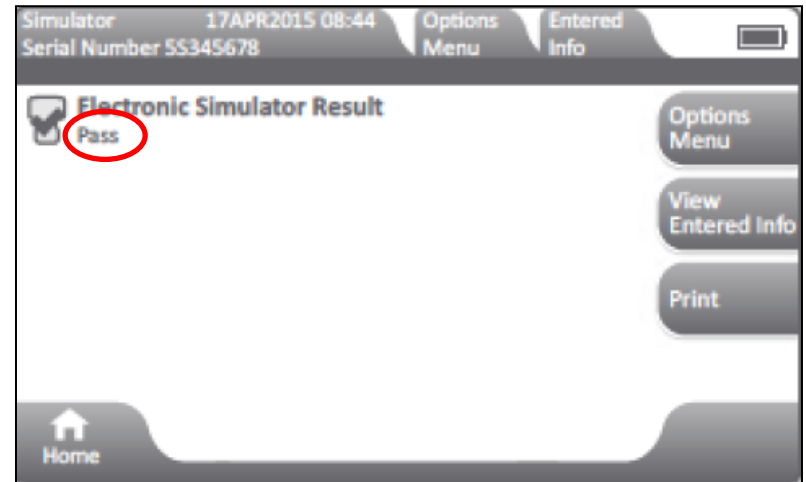 Simulator 17APR2015 08:44 Options Entered
Serial Number SS345678 Menu Info
Electronic Simulator Result
Pass
Options
Menu
View
Entered Info
Print
Home